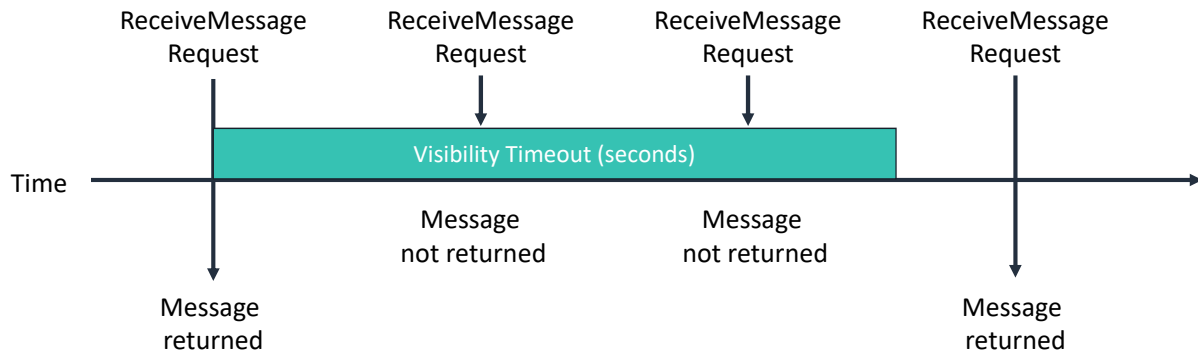 ReceiveMessage
Request
ReceiveMessage
Request
ReceiveMessage
Request
ReceiveMessage
Request
Visibility Timeout (seconds)
Time
Message
not returned
Message
not returned
Message
returned
Message
returned